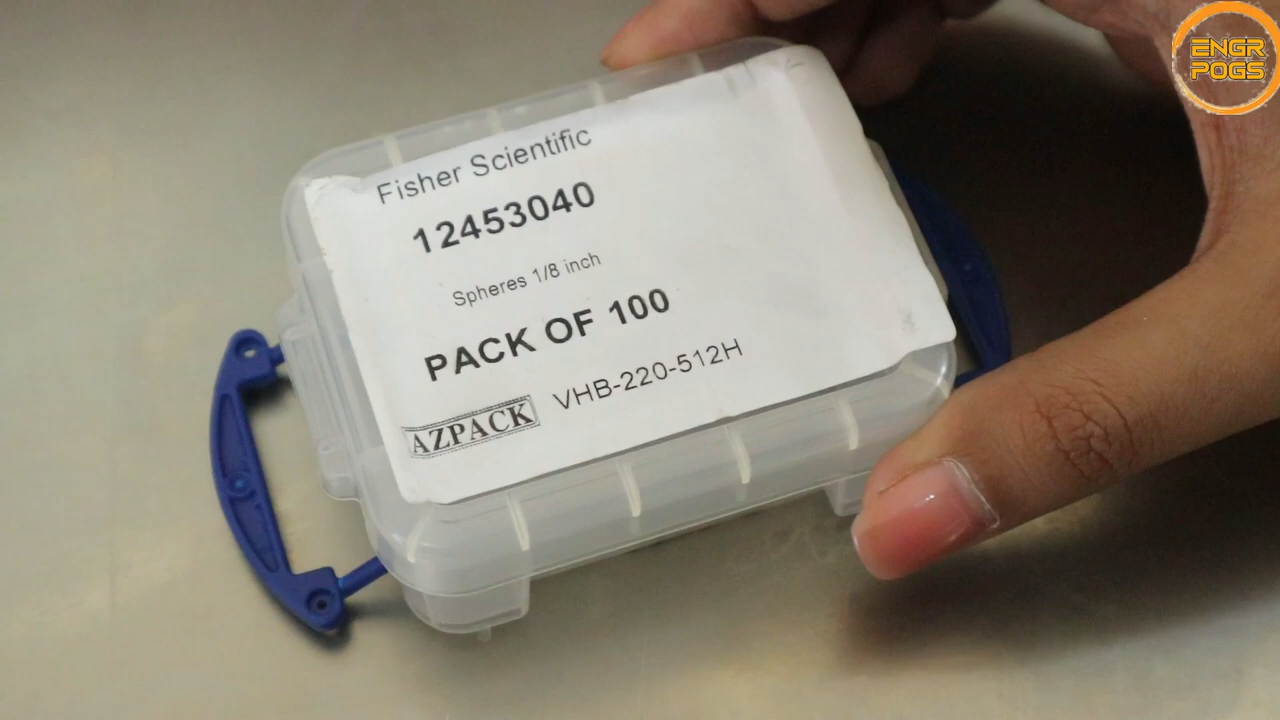 Fisher Scientific
12453040
Spheres 1/8 inch
PACK OF 100
AZPACK VHB-220-512H
ENGR
POGS